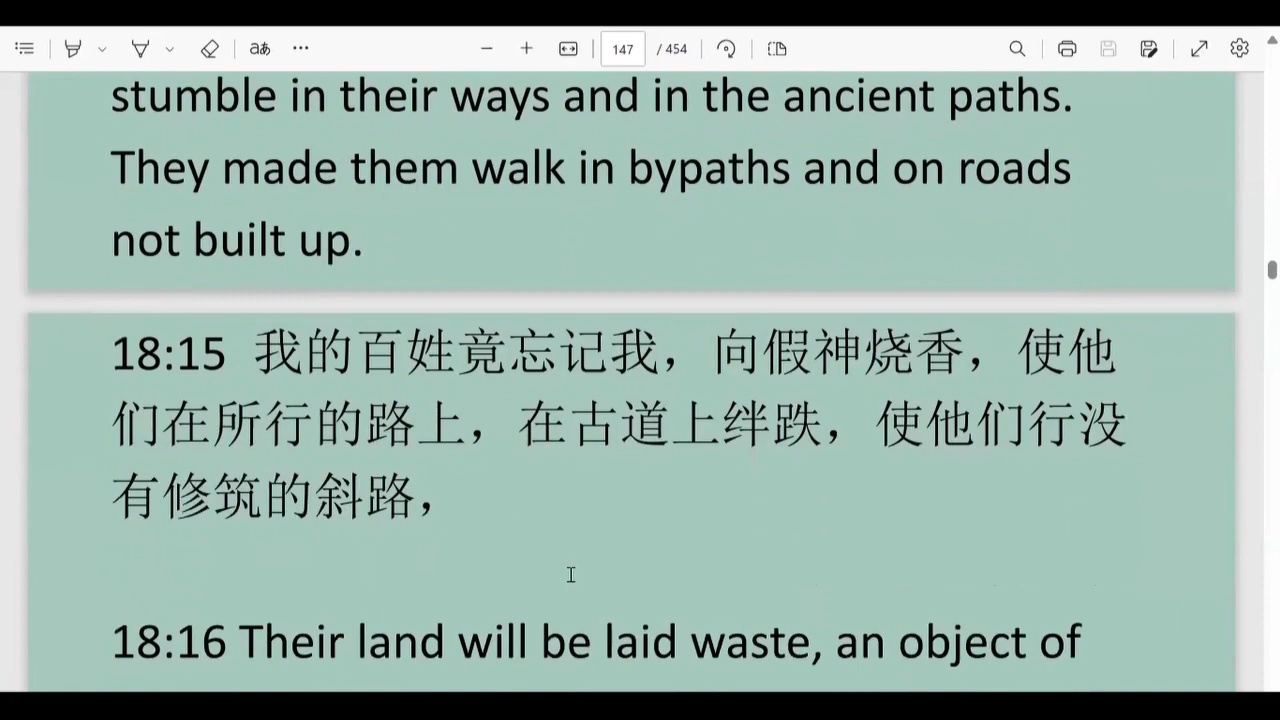 aあ
147 / 454
stumble in their ways and in the ancient paths.
They made them walk in bypaths and on roads
not built up.
18:15 我的百姓竟忘记我，向假神烧香，使他
们在所行的路上，在古道上绊跌，使他们行没
有修筑的斜路，
18:16 Their land will be laid waste, an object of